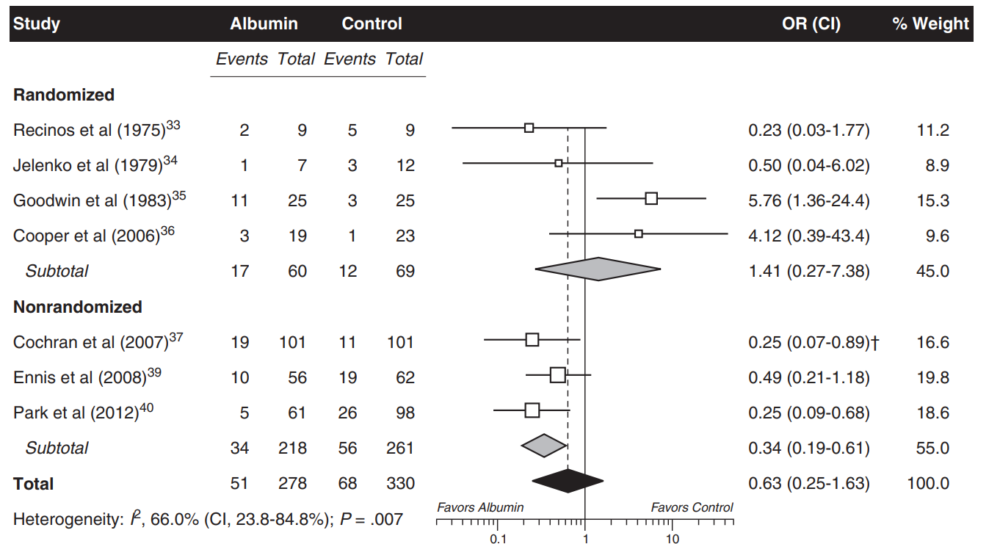 Study Albumin Control OR (CI) % Weight
Events Total Events Total
Randomized
Recinos et al (1975)33 2 9 5 9 0.23 (0.03-1.77) 11.2
Jelenko et al (1979)34 1 7 3 12 0.50 (0.04-6.02) 8.9
Goodwin et al (1983)35 11 25 3 25 5.76 (1.36-24.4) 15.3
Cooper et al (2006)36 3 19 1 23 4.12 (0.39-43.4) 9.6
Subtotal 17 60 12 69 1.41 (0.27-7.38) 45.0
Nonrandomized
Cochran et al (2007)37 19 101 11 101 0.25 (0.07-0.89)† 16.6
Ennis et al (2008)39 10 56 19 62 0.49 (0.21-1.18) 19.8
Park et al (2012)40 5 61 26 98 0.25 (0.09-0.68) 18.6
Subtotal 34 218 56 261 0.34 (0.19-0.61) 55.0
Total 51 278 68 330 0.63 (0.25-1.63) 100.0
Favors Albumin Favors Control
Heterogeneity: I2, 66.0% (CI, 23.8-84.8%); P = .007
0.1 1 10